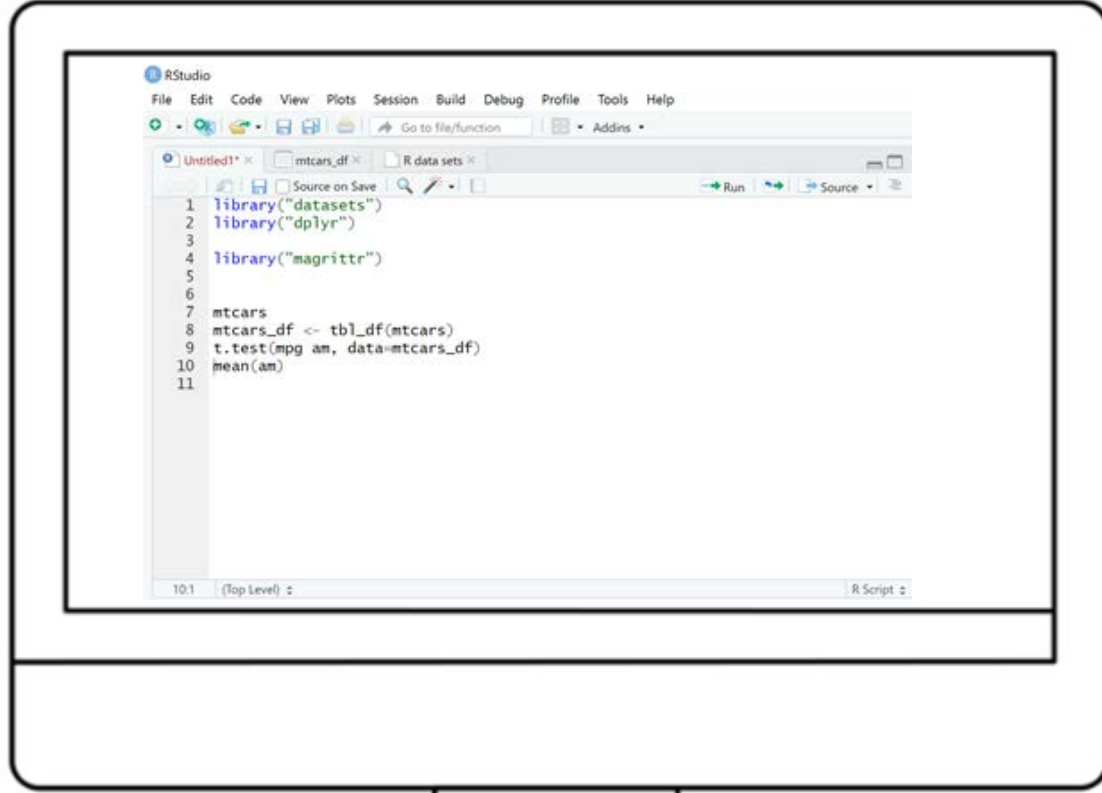 RStudio
File Edit Code View Plots Session Build Debug Profile Tools Help
Go to file/function Addins
Untitled1* mtcars_df R data sets
Source on Save Run Source
1 library("datasets")
2 library("dplyr")
3
4 library("magrittr")
5
6
7 mtcars
8 mtcars_df <- tbl_df(mtcars)
9 t.test(mpg am, data=mtcars_df)
10 mean(am)
11
10:1 (Top Level) R Script